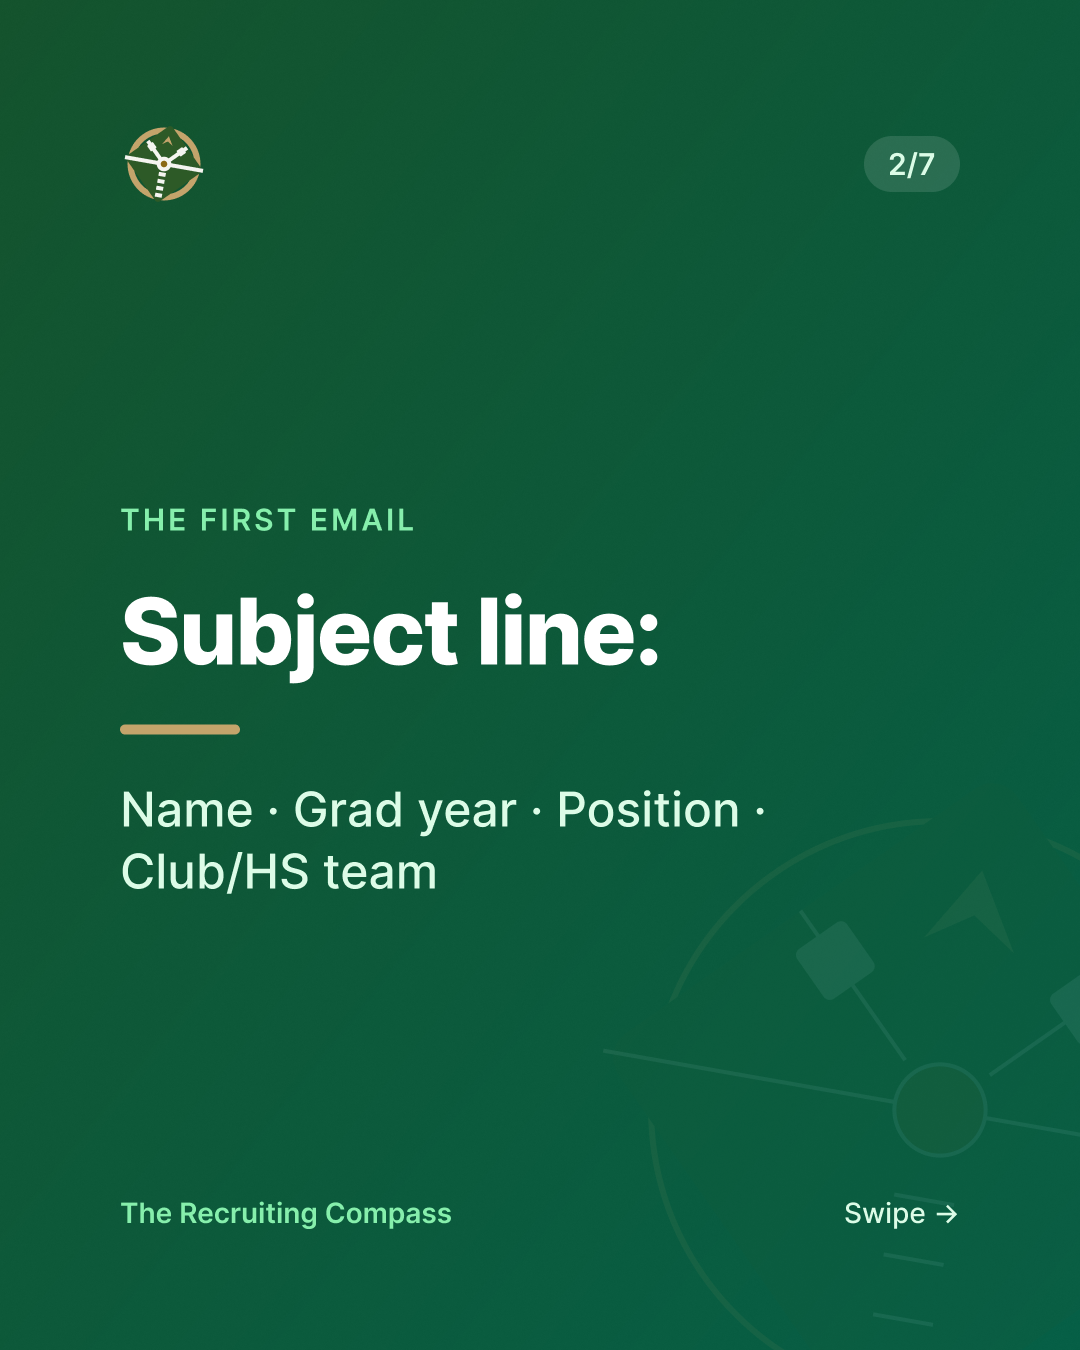 2/7
THE FIRST EMAIL
Subject line:
Name · Grad year · Position ·
Club/HS team
The Recruiting Compass
Swipe →